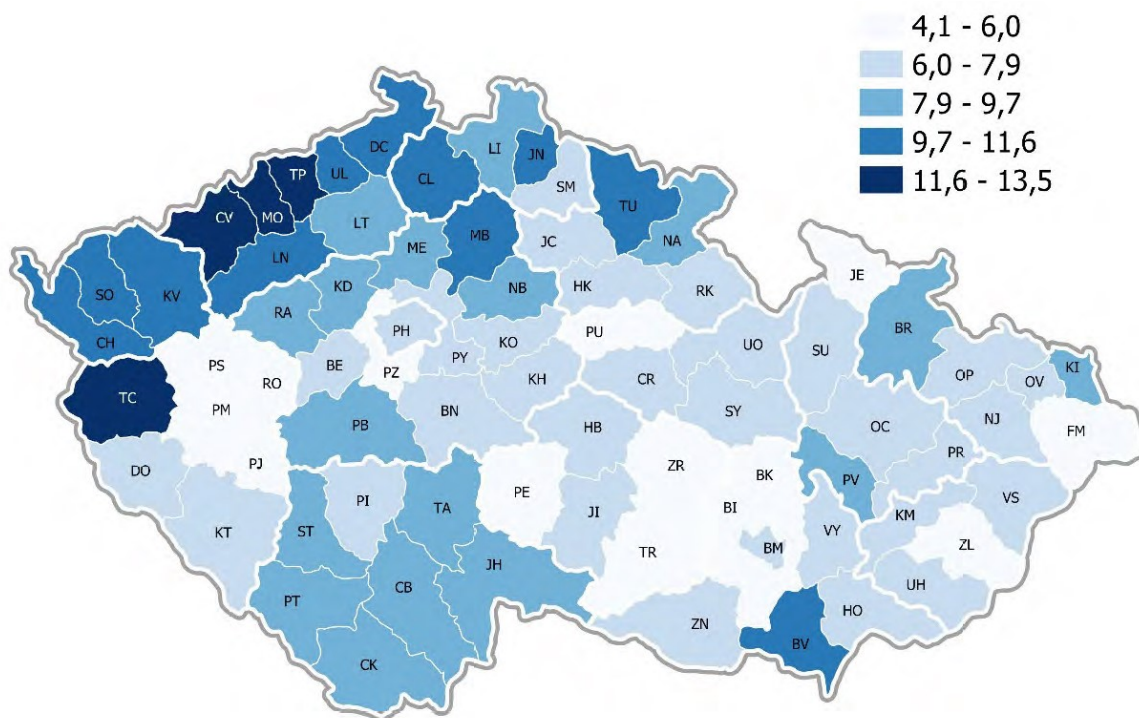 4,1 - 6,0
6,0 - 7,9
7,9 - 9,7
9,7 - 11,6
11,6 - 13,5
DC
LI
JN
TP
UL
CL
SM
TU
CV
MO
LT
MB
JC
NA
LN
ME
SO
KV
KD
NB
HK
RK
JE
RA
CH
PH
PU
BR
PS
BE
PY
KO
UO
SU
KI
RO
PZ
KH
CR
OP
OV
TC
PM
BN
SY
NJ
PB
HB
OC
FM
PJ
ZR
BK
PR
DO
PI
PE
PV
VS
KT
TA
JI
BI
KM
ST
VY
TR
BM
ZL
JH
CB
UH
PT
HO
ZN
BV
CK